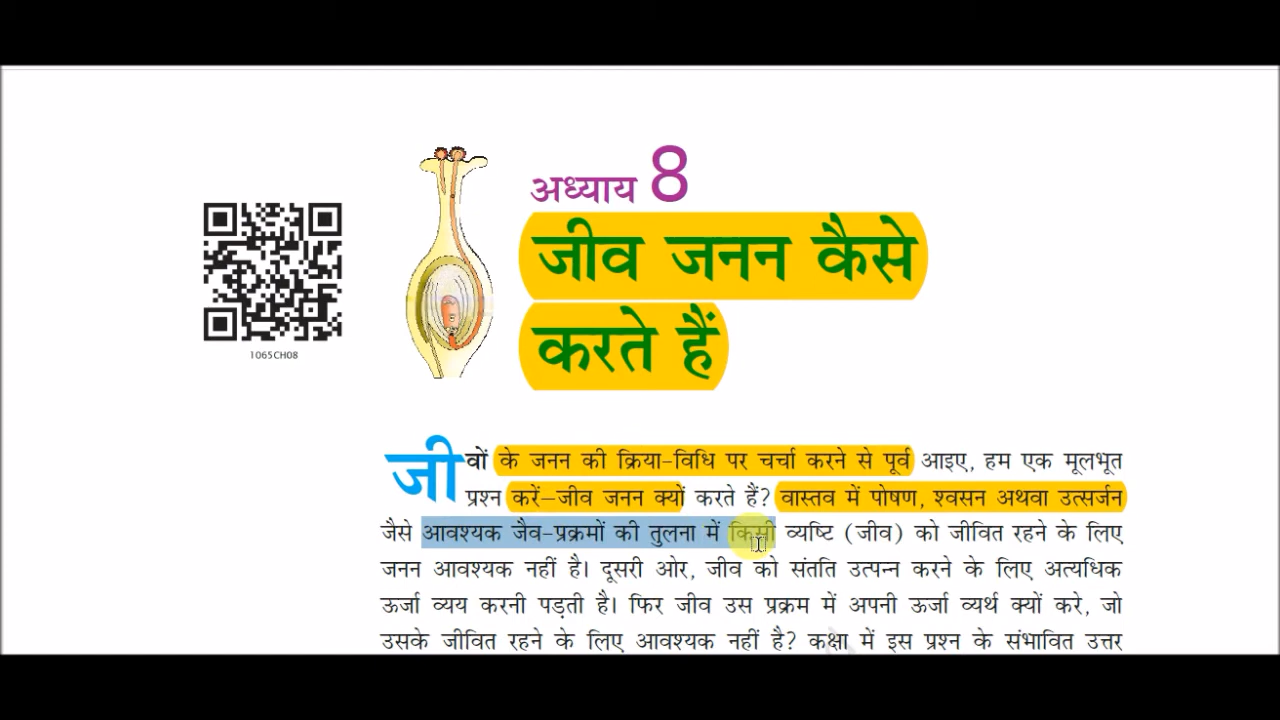 अध्याय 8
जीव जनन कैसे
करते हैं
1065CH08
जीवों के जनन की क्रिया-विधि पर चर्चा करने से पूर्व आइए, हम एक मूलभूत
प्रश्न करें–जीव जनन क्यों करते हैं? वास्तव में पोषण, श्वसन अथवा उत्सर्जन
जैसे आवश्यक जैव-प्रक्रमों की तुलना में किसी व्यष्टि (जीव) को जीवित रहने के लिए
जनन आवश्यक नहीं है। दूसरी ओर, जीव को संतति उत्पन्न करने के लिए अत्यधिक
ऊर्जा व्यय करनी पड़ती है। फिर जीव उस प्रक्रम में अपनी ऊर्जा व्यर्थ क्यों करे, जो
उसके जीवित रहने के लिए आवश्यक नहीं है? कक्षा में इस प्रश्न के संभावित उत्तर